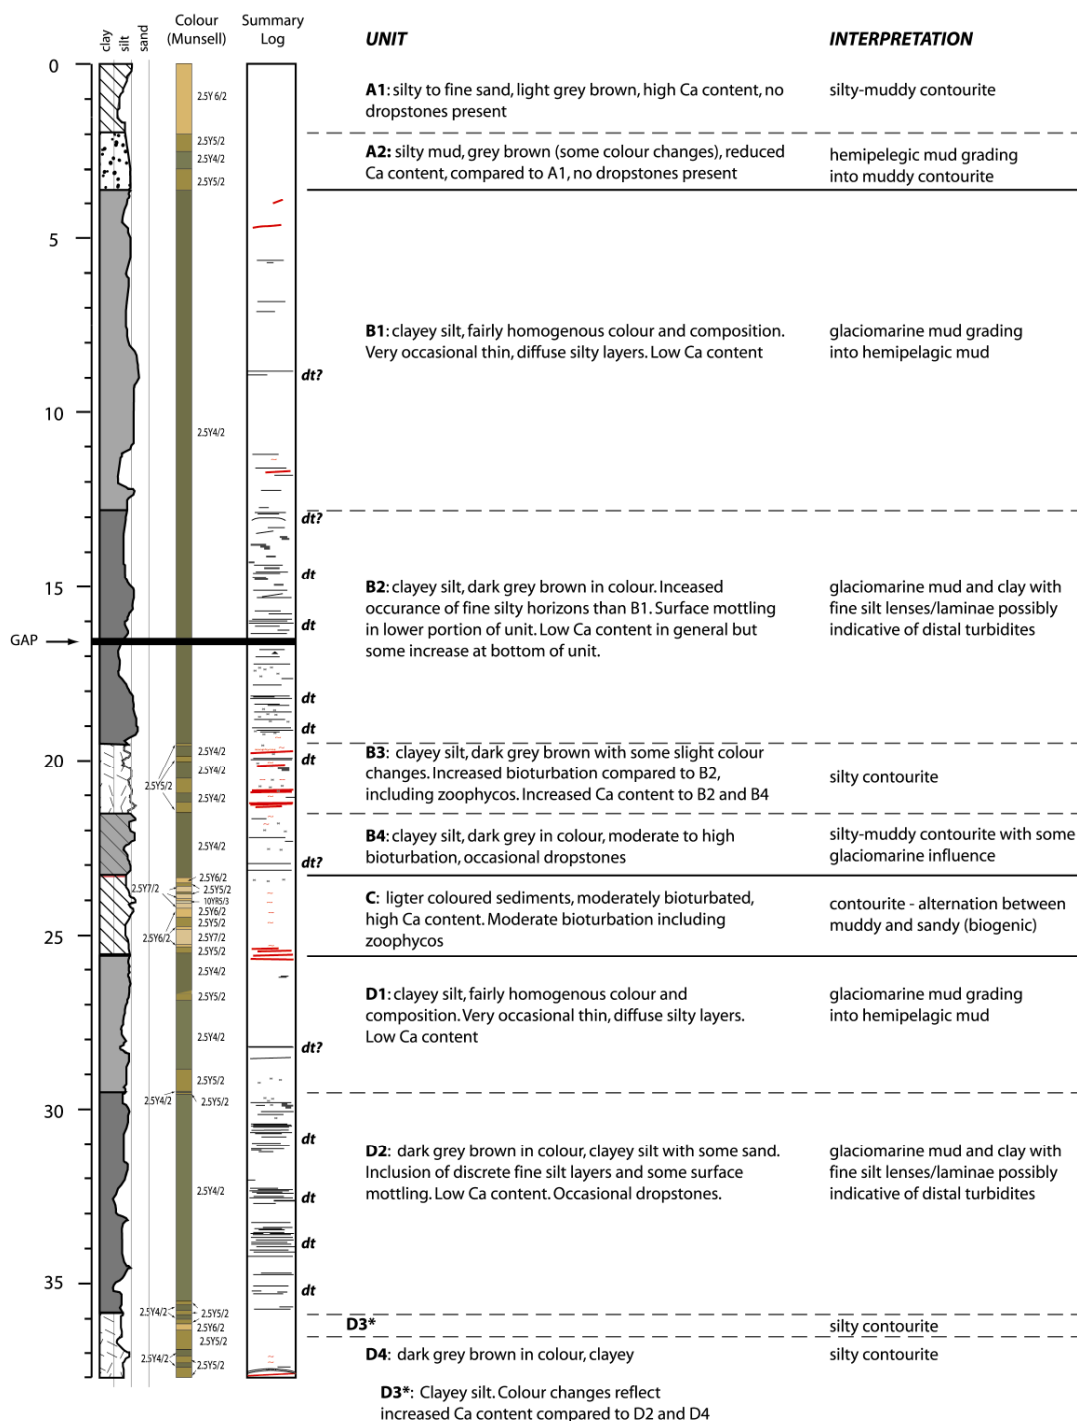 clay
silt
sand
Colour
(Munsell)
Summary
Log
UNIT
INTERPRETATION
0
5
10
15
GAP
20
25
30
35
2.5Y 6/2
2.5Y5/2
2.5Y4/2
2.5Y5/2
2.5Y4/2
2.5Y4/2
2.5Y4/2
2.5Y5/2
2.5Y4/2
2.5Y4/2
2.5Y6/2
2.5Y7/2
2.5Y5/2
10YR5/3
2.5Y6/2
2.5Y5/2
2.5Y6/2
2.5Y7/2
2.5Y5/2
2.5Y4/2
2.5Y5/2
2.5Y4/2
2.5Y5/2
2.5Y4/2
2.5Y5/2
2.5Y4/2
2.5Y4/2
2.5Y5/2
2.5Y6/2
2.5Y5/2
2.5Y4/2
2.5Y5/2
dt?
dt?
dt
dt
dt
dt
dt
dt?
dt?
dt
dt
dt
dt
A1: silty to fine sand, light grey brown, high Ca content, no
dropstones present
silty-muddy contourite
A2: silty mud, grey brown (some colour changes), reduced
Ca content, compared to A1, no dropstones present
hemipelegic mud grading
into muddy contourite
B1: clayey silt, fairly homogenous colour and composition.
Very occasional thin, diffuse silty layers. Low Ca content
glaciomarine mud grading
into hemipelagic mud
B2: clayey silt, dark grey brown in colour. Inceased
occurance of fine silty horizons than B1. Surface mottling
in lower portion of unit. Low Ca content in general but
some increase at bottom of unit.
glaciomarine mud and clay with
fine silt lenses/laminae possibly
indicative of distal turbidites
B3: clayey silt, dark grey brown with some slight colour
changes. Increased bioturbation compared to B2,
including zoophycos. Increased Ca content to B2 and B4
silty contourite
B4: clayey silt, dark grey in colour, moderate to high
bioturbation, occasional dropstones
silty-muddy contourite with some
glaciomarine influence
C: ligter coloured sediments, moderately bioturbated,
high Ca content. Moderate bioturbation including
zoophycos
contourite - alternation between
muddy and sandy (biogenic)
D1: clayey silt, fairly homogenous colour and
composition. Very occasional thin, diffuse silty layers.
Low Ca content
glaciomarine mud grading
into hemipelagic mud
D2: dark grey brown in colour, clayey silt with some sand.
Inclusion of discrete fine silt layers and some surface
mottling. Low Ca content. Occasional dropstones.
glaciomarine mud and clay with
fine silt lenses/laminae possibly
indicative of distal turbidites
D3*
silty contourite
D4: dark grey brown in colour, clayey
silty contourite
D3*: Clayey silt. Colour changes reflect
increased Ca content compared to D2 and D4